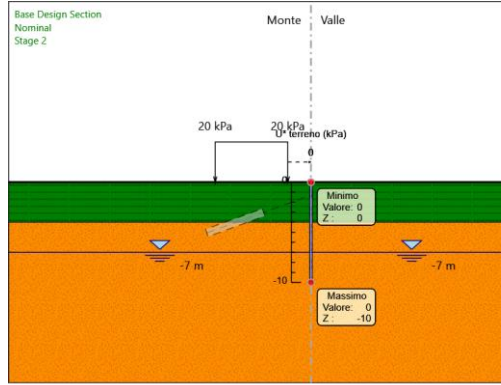 Base Design Section
Nominal
Stage 2
Monte
Valle
20 kPa
20 kPa
U* terreno (kPa)
0
0
Minimo
Valore: 0
Z : 0
-7 m
-7 m
-10
Massimo
Valore: 0
Z : -10